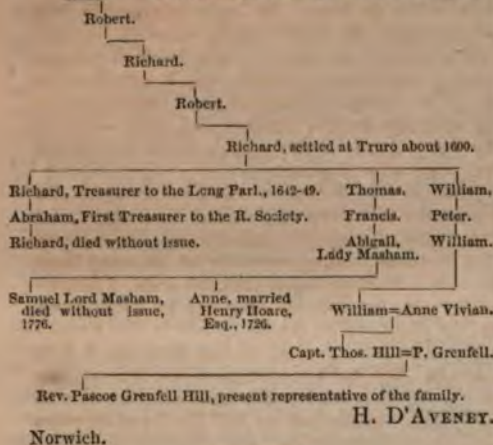 Robert.
Richard.
Robert.
Richard, settled at Truro about 1600.
Richard, Treasurer to the Long Parl., 1642-49. Thomas. William.
Abraham, First Treasurer to the R. Society. Francis. Peter.
Richard, died without issue. Abigail, William.
Lady Masham.
Samuel Lord Masham, Anne, married
died without issue, Henry Hoare, William=Anne Vivian.
1776. Esq., 1726.
Capt. Thos. Hill=P. Grenfell.
Rev. Pascoe Grenfell Hill, present representative of the family.
H. D'AVENEY.
Norwich.